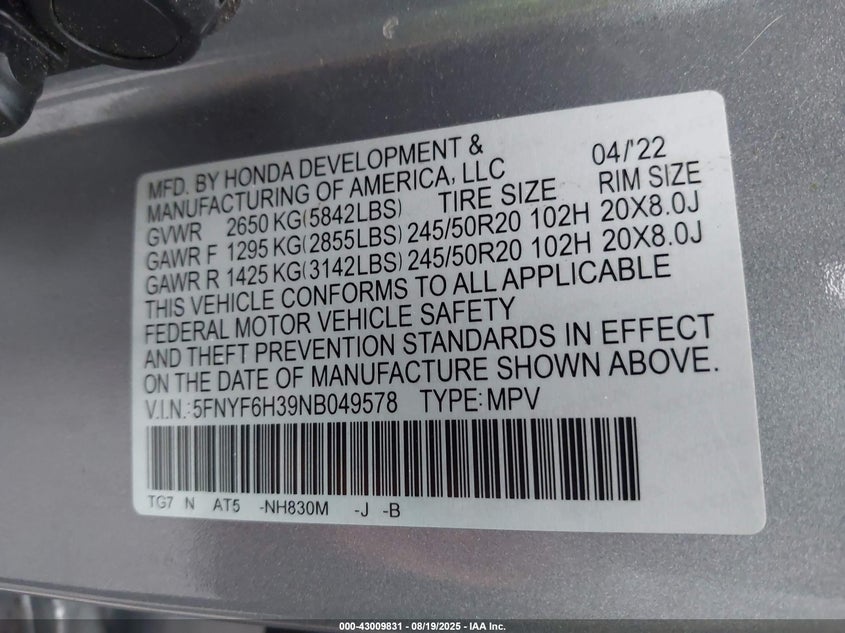 MFD. BY HONDA DEVELOPMENT & 04/'22
MANUFACTURING OF AMERICA, LLC
GVWR 2650 KG(5842LBS) TIRE SIZE RIM SIZE
GAWR F 1295 KG(2855LBS) 245/50R20 102H 20X8.0J
GAWR R 1425 KG(3142LBS) 245/50R20 102H 20X8.0J
THIS VEHICLE CONFORMS TO ALL APPLICABLE
FEDERAL MOTOR VEHICLE SAFETY
AND THEFT PREVENTION STANDARDS IN EFFECT
ON THE DATE OF MANUFACTURE SHOWN ABOVE.
V.I.N.:5FNYF6H39NB049578 TYPE:MPV
TG7 N AT5 -NH830M -J -B
000-43009831 - 08/19/2025 - IAA Inc.